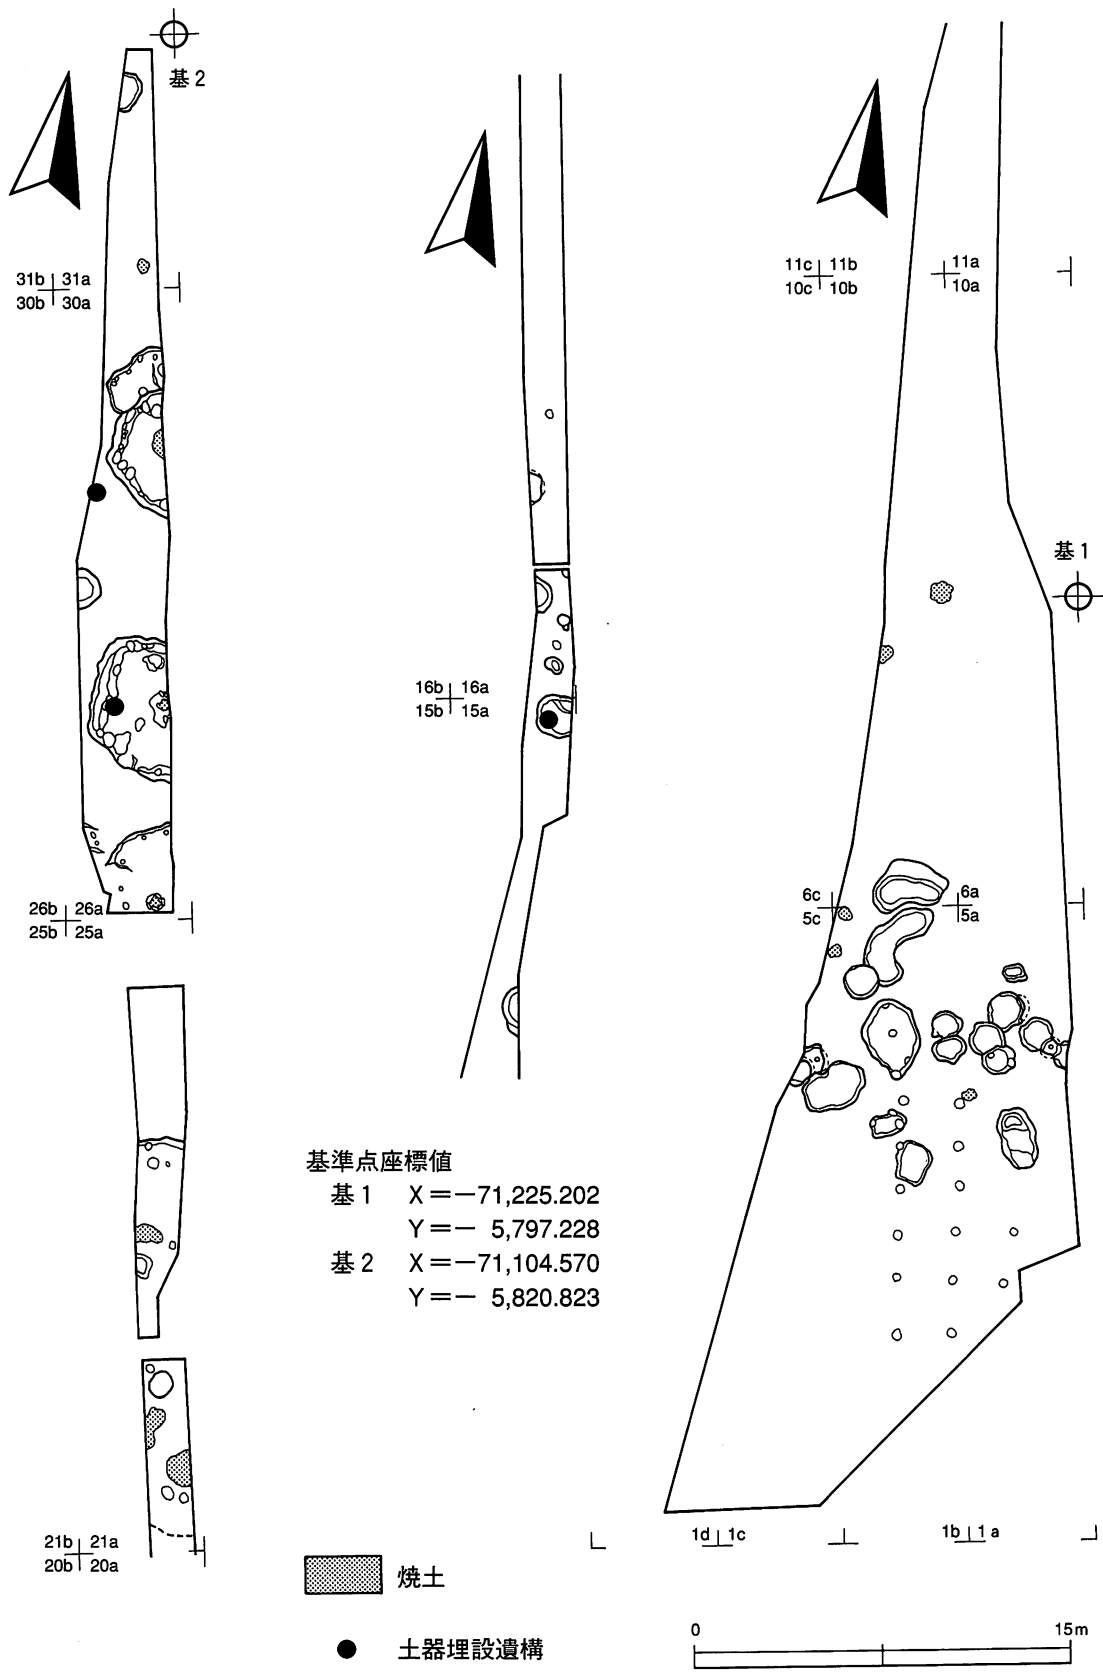 基2
31b 31a
30b 30a
26b 26a
25b 25a
21b 21a
20b 20a
16b 16a
15b 15a
11c 11b 11a
10c 10b 10a
基1
6c 6a
5c 5a
1d 1c 1b 1a
基準点座標値
基1 X=−71,225.202
Y=− 5,797.228
基2 X=−71,104.570
Y=− 5,820.823
焼土
土器埋設遺構
0 15m